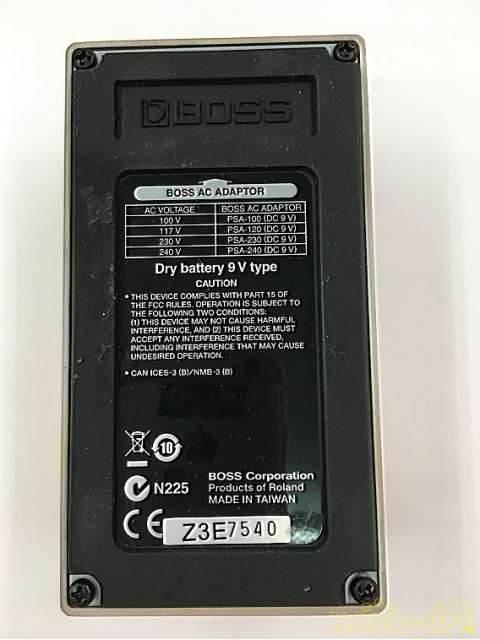 BOSS
BOSS AC ADAPTOR
AC VOLTAGE BOSS AC ADAPTOR
100 V PSA-100 (DC 9 V)
117 V PSA-120 (DC 9 V)
230 V PSA-230 (DC 9 V)
240 V PSA-240 (DC 9 V)
Dry battery 9 V type
CAUTION
• THIS DEVICE COMPLIES WITH PART 15 OF
THE FCC RULES. OPERATION IS SUBJECT TO
THE FOLLOWING TWO CONDITIONS:
(1) THIS DEVICE MAY NOT CAUSE HARMFUL
INTERFERENCE, AND (2) THIS DEVICE MUST
ACCEPT ANY INTERFERENCE RECEIVED,
INCLUDING INTERFERENCE THAT MAY CAUSE
UNDESIRED OPERATION.
• CAN ICES-3 (B)/NMB-3 (B)
10
N225
BOSS Corporation
Products of Roland
MADE IN TAIWAN
CE
Z3E7540